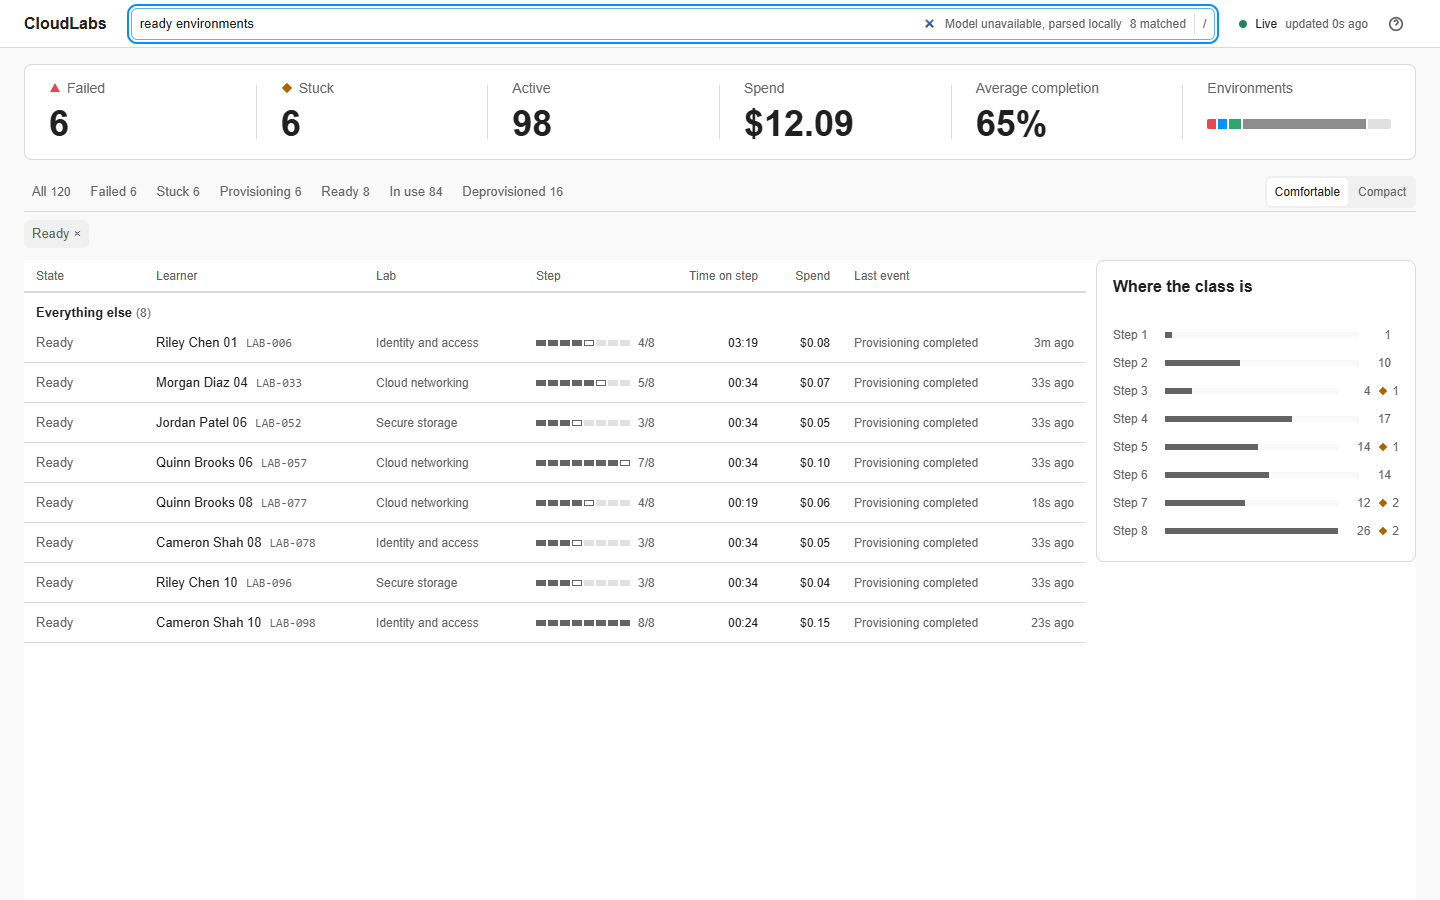 CloudLabs
ready environments × Model unavailable, parsed locally 8 matched /
Live updated 0s ago
Failed Stuck Active Spend Average completion Environments
6 6 98 $12.09 65%
All 120 Failed 6 Stuck 6 Provisioning 6 Ready 8 In use 84 Deprovisioned 16 Comfortable Compact
Ready ×
State Learner Lab Step Time on step Spend Last event
Everything else (8)
Ready Riley Chen 01 LAB-006 Identity and access 4/8 03:19 $0.08 Provisioning completed 3m ago
Ready Morgan Diaz 04 LAB-033 Cloud networking 5/8 00:34 $0.07 Provisioning completed 33s ago
Ready Jordan Patel 06 LAB-052 Secure storage 3/8 00:34 $0.05 Provisioning completed 33s ago
Ready Quinn Brooks 06 LAB-057 Cloud networking 7/8 00:34 $0.10 Provisioning completed 33s ago
Ready Quinn Brooks 08 LAB-077 Cloud networking 4/8 00:19 $0.06 Provisioning completed 18s ago
Ready Cameron Shah 08 LAB-078 Identity and access 3/8 00:34 $0.05 Provisioning completed 33s ago
Ready Riley Chen 10 LAB-096 Secure storage 3/8 00:34 $0.04 Provisioning completed 33s ago
Ready Cameron Shah 10 LAB-098 Identity and access 8/8 00:24 $0.15 Provisioning completed 23s ago
Where the class is
Step 1 1
Step 2 10
Step 3 4 1
Step 4 17
Step 5 14 1
Step 6 14
Step 7 12 2
Step 8 26 2